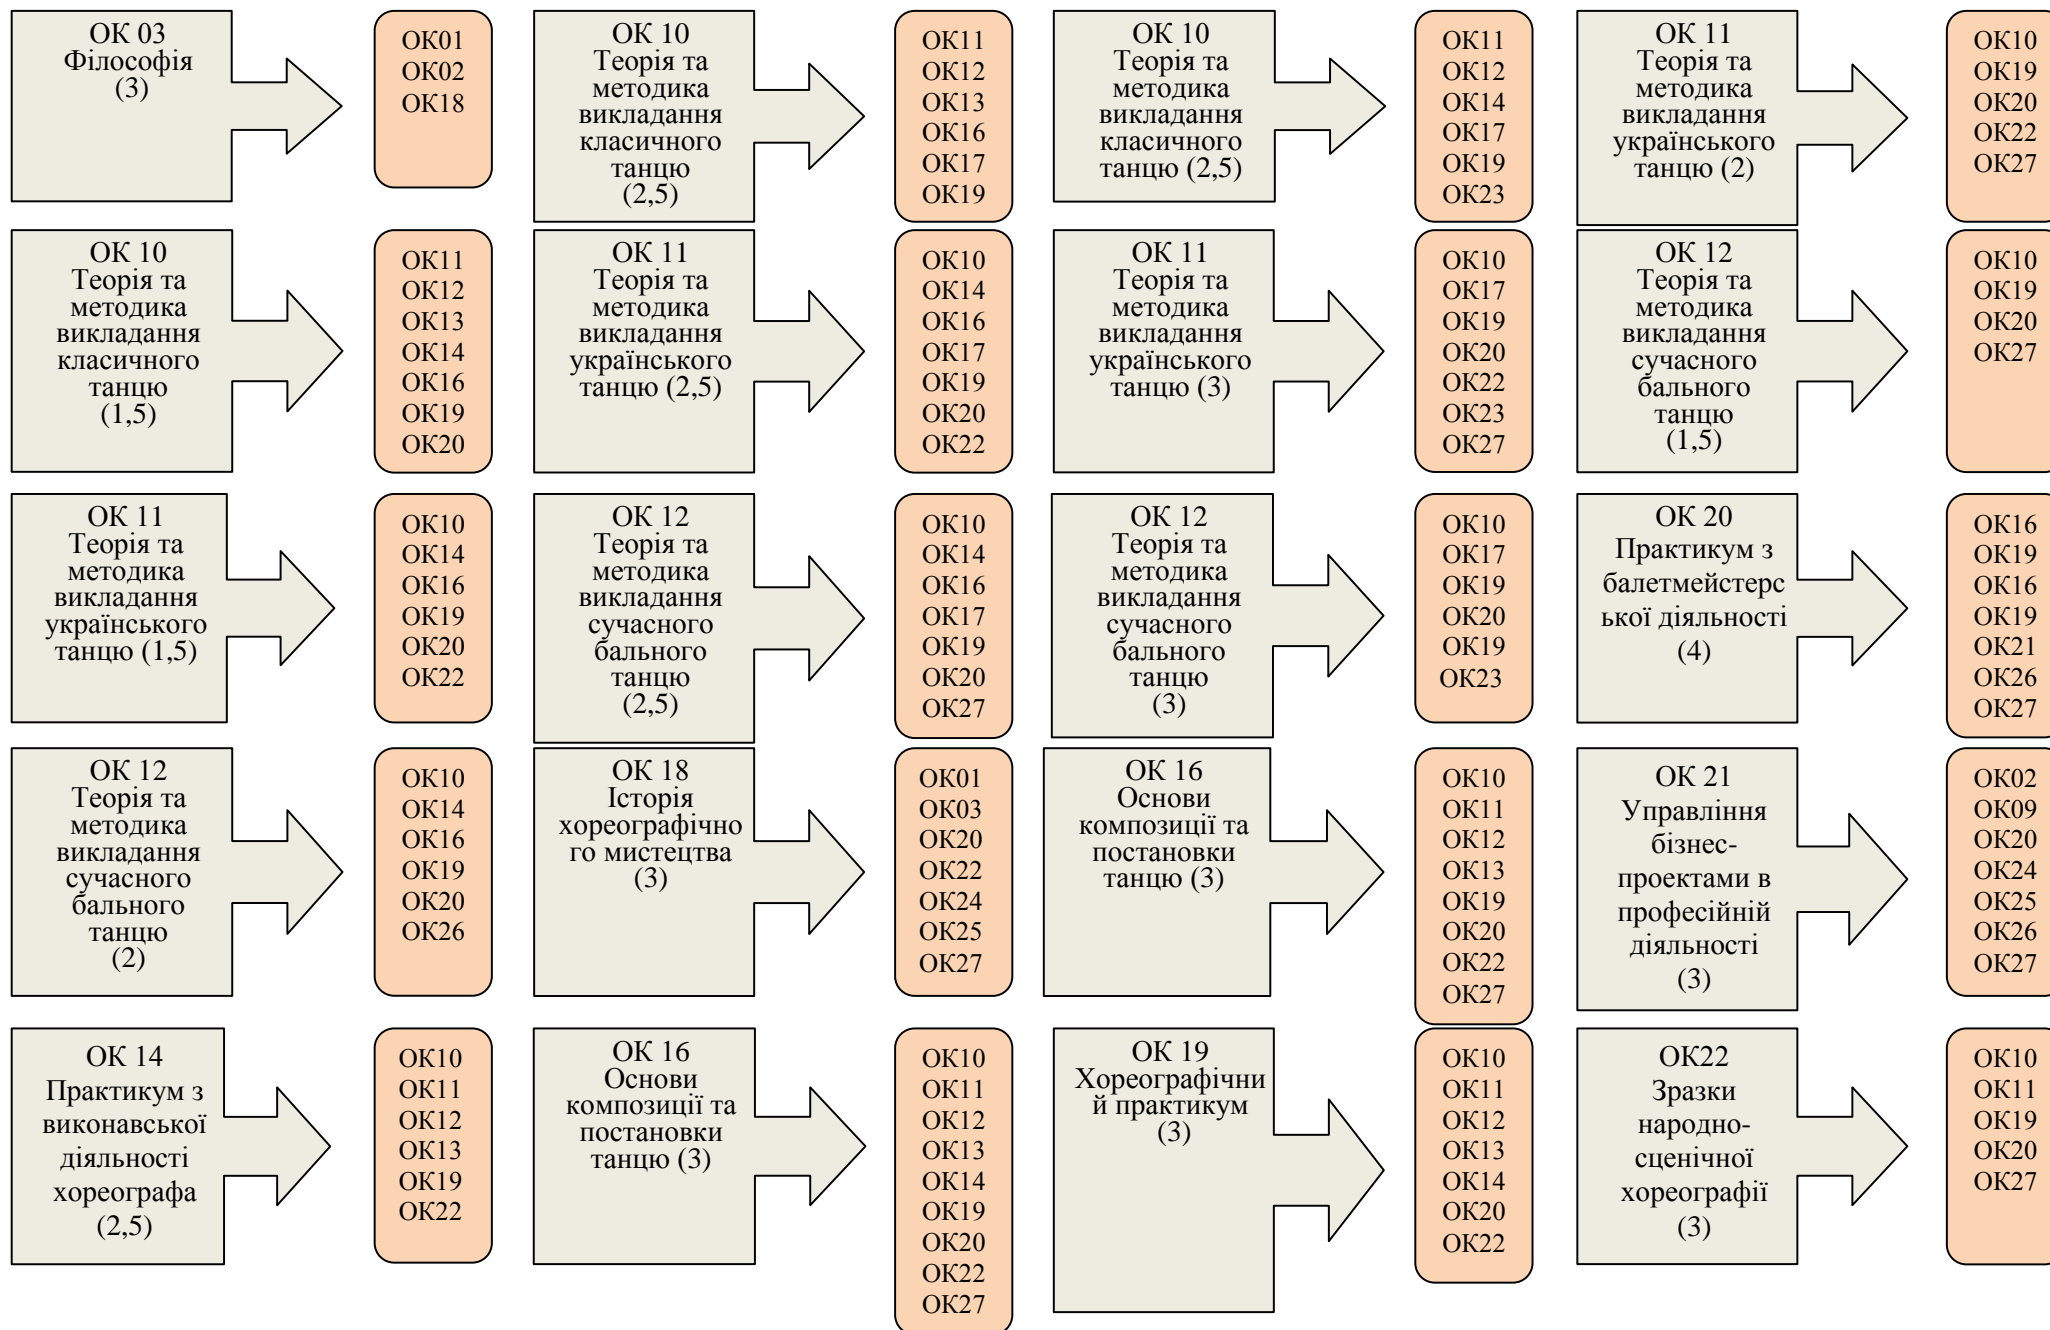 ОК 03
Філософія
(3)
ОК01
ОК02
ОК18
ОК 10
Теорія та
методика
викладання
класичного
танцю
(2,5)
ОК11
ОК12
ОК13
ОК16
ОК17
ОК19
ОК 10
Теорія та
методика
викладання
класичного
танцю (2,5)
ОК11
ОК12
ОК14
ОК17
ОК19
ОК23
ОК 11
Теорія та
методика
викладання
українського
танцю (2)
ОК10
ОК19
ОК20
ОК22
ОК27
ОК 10
Теорія та
методика
викладання
класичного
танцю
(1,5)
ОК11
ОК12
ОК13
ОК14
ОК16
ОК19
ОК20
ОК 11
Теорія та
методика
викладання
українського
танцю (2,5)
ОК10
ОК14
ОК16
ОК17
ОК19
ОК20
ОК22
ОК 11
Теорія та
методика
викладання
українського
танцю (3)
ОК10
ОК17
ОК19
ОК20
ОК22
ОК23
ОК27
ОК 12
Теорія та
методика
викладання
сучасного
бального
танцю
(1,5)
ОК10
ОК19
ОК20
ОК27
ОК 11
Теорія та
методика
викладання
українського
танцю (1,5)
ОК10
ОК14
ОК16
ОК19
ОК20
ОК22
ОК 12
Теорія та
методика
викладання
сучасного
бального
танцю
(2,5)
ОК10
ОК14
ОК16
ОК17
ОК19
ОК20
ОК27
ОК 12
Теорія та
методика
викладання
сучасного
бального
танцю
(3)
ОК10
ОК17
ОК19
ОК20
ОК19
ОК23
ОК 20
Практикум з
балетмейстерс
ької діяльності
(4)
ОК16
ОК19
ОК16
ОК19
ОК21
ОК26
ОК27
ОК 12
Теорія та
методика
викладання
сучасного
бального
танцю
(2)
ОК10
ОК14
ОК16
ОК19
ОК20
ОК26
ОК 18
Історія
хореографічно
го мистецтва
(3)
ОК01
ОК03
ОК20
ОК22
ОК24
ОК25
ОК27
ОК 16
Основи
композиції та
постановки
танцю (3)
ОК10
ОК11
ОК12
ОК13
ОК19
ОК20
ОК22
ОК27
ОК 21
Управління
бізнес-
проектами в
професійній
діяльності
(3)
ОК02
ОК09
ОК20
ОК24
ОК25
ОК26
ОК27
ОК 14
Практикум з
виконавської
діяльності
хореографа
(2,5)
ОК10
ОК11
ОК12
ОК13
ОК19
ОК22
ОК 16
Основи
композиції та
постановки
танцю (3)
ОК10
ОК11
ОК12
ОК13
ОК14
ОК19
ОК20
ОК22
ОК27
ОК 19
Хореографічни
й практикум
(3)
ОК10
ОК11
ОК12
ОК13
ОК14
ОК20
ОК22
ОК22
Зразки
народно-
сценічної
хореографії
(3)
ОК10
ОК11
ОК19
ОК20
ОК27